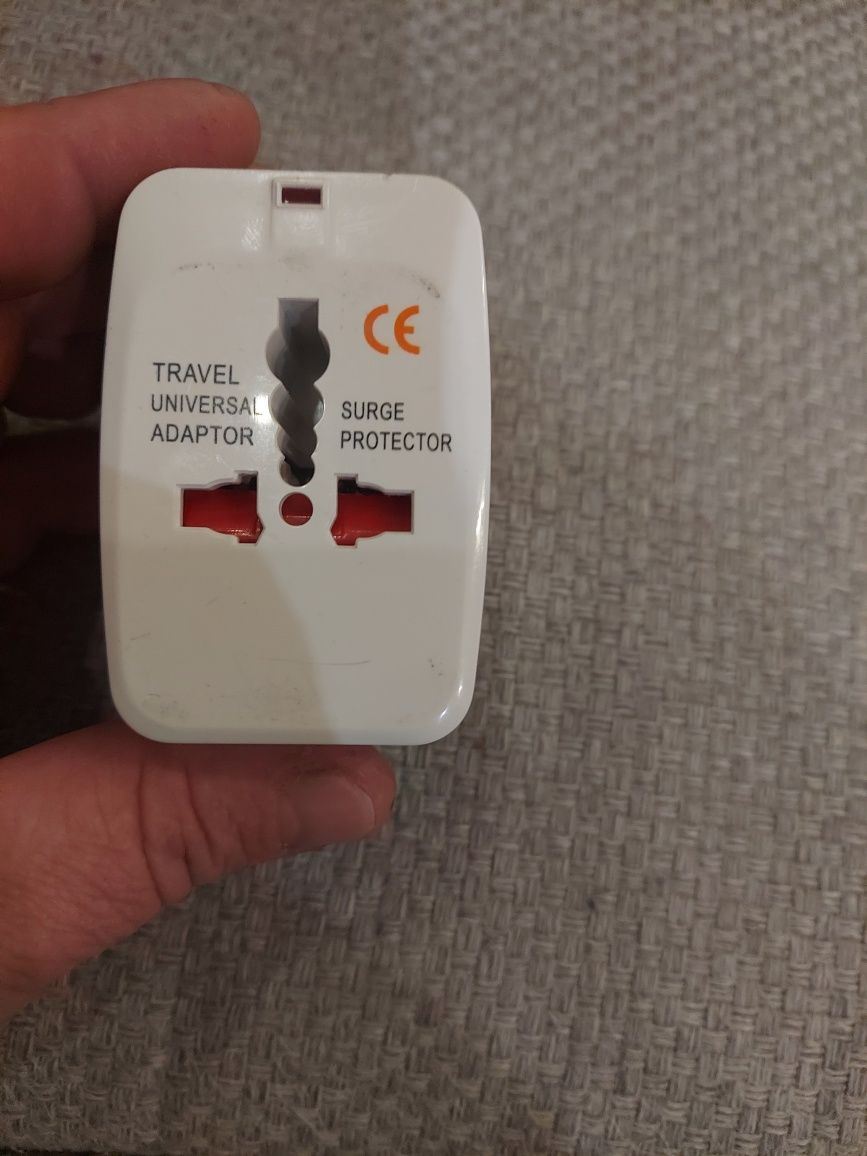 CE
TRAVEL
UNIVERSAL
ADAPTOR
SURGE
PROTECTOR